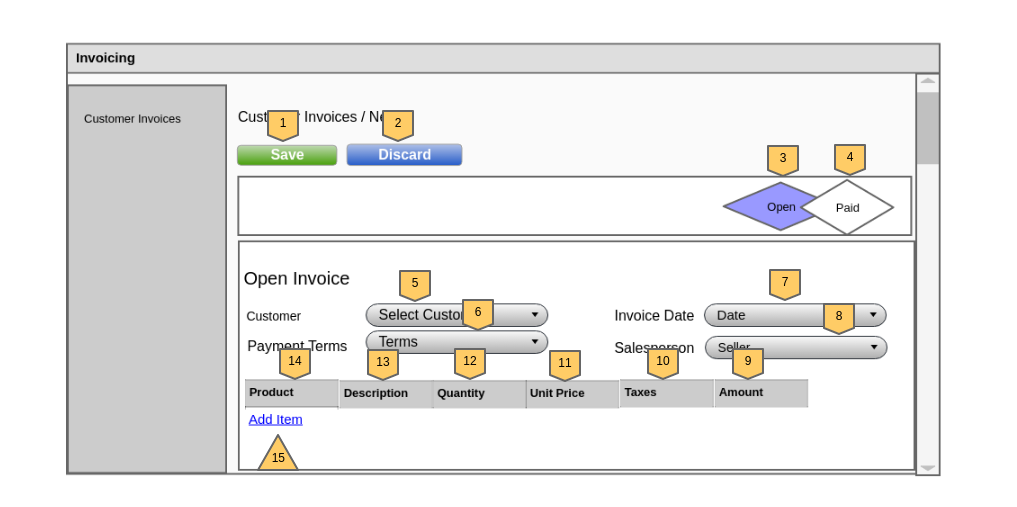 Invoicing
Customer Invoices
Invoices /
1
2
Save
Discard
3
4
Open
Paid
Open Invoice
5
6
7
8
Customer
Select
Invoice Date
Date
Payment Terms
Terms
Salesperson
Seller
14
13
12
11
10
9
Product
Description
Quantity
Unit Price
Taxes
Amount
Add Item
15